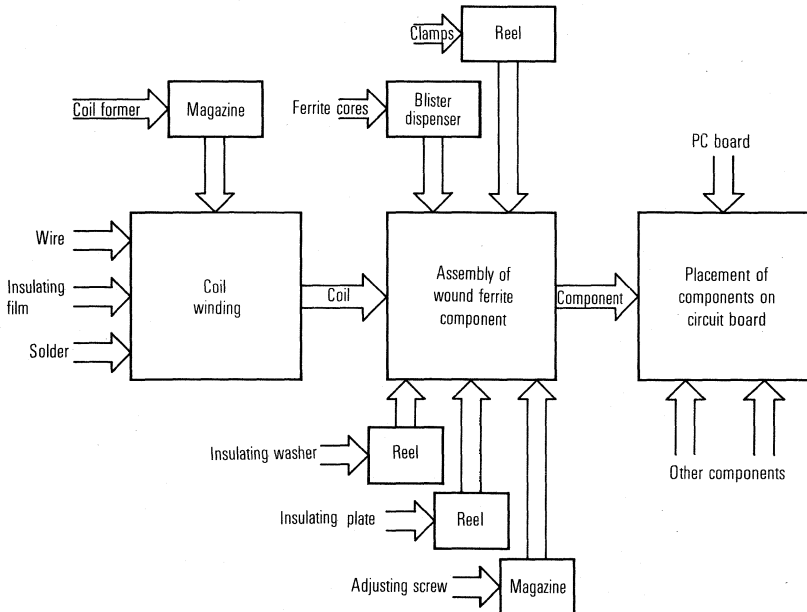 Clamps
Reel
Coil former
Magazine
Ferrite cores
Blister
dispenser
PC board
Wire
Insulating
film
Solder
Coil
winding
Coil
Assembly of
wound ferrite
component
Component
Placement of
components on
circuit board
Insulating washer
Reel
Other components
Insulating plate
Reel
Adjusting screw
Magazine